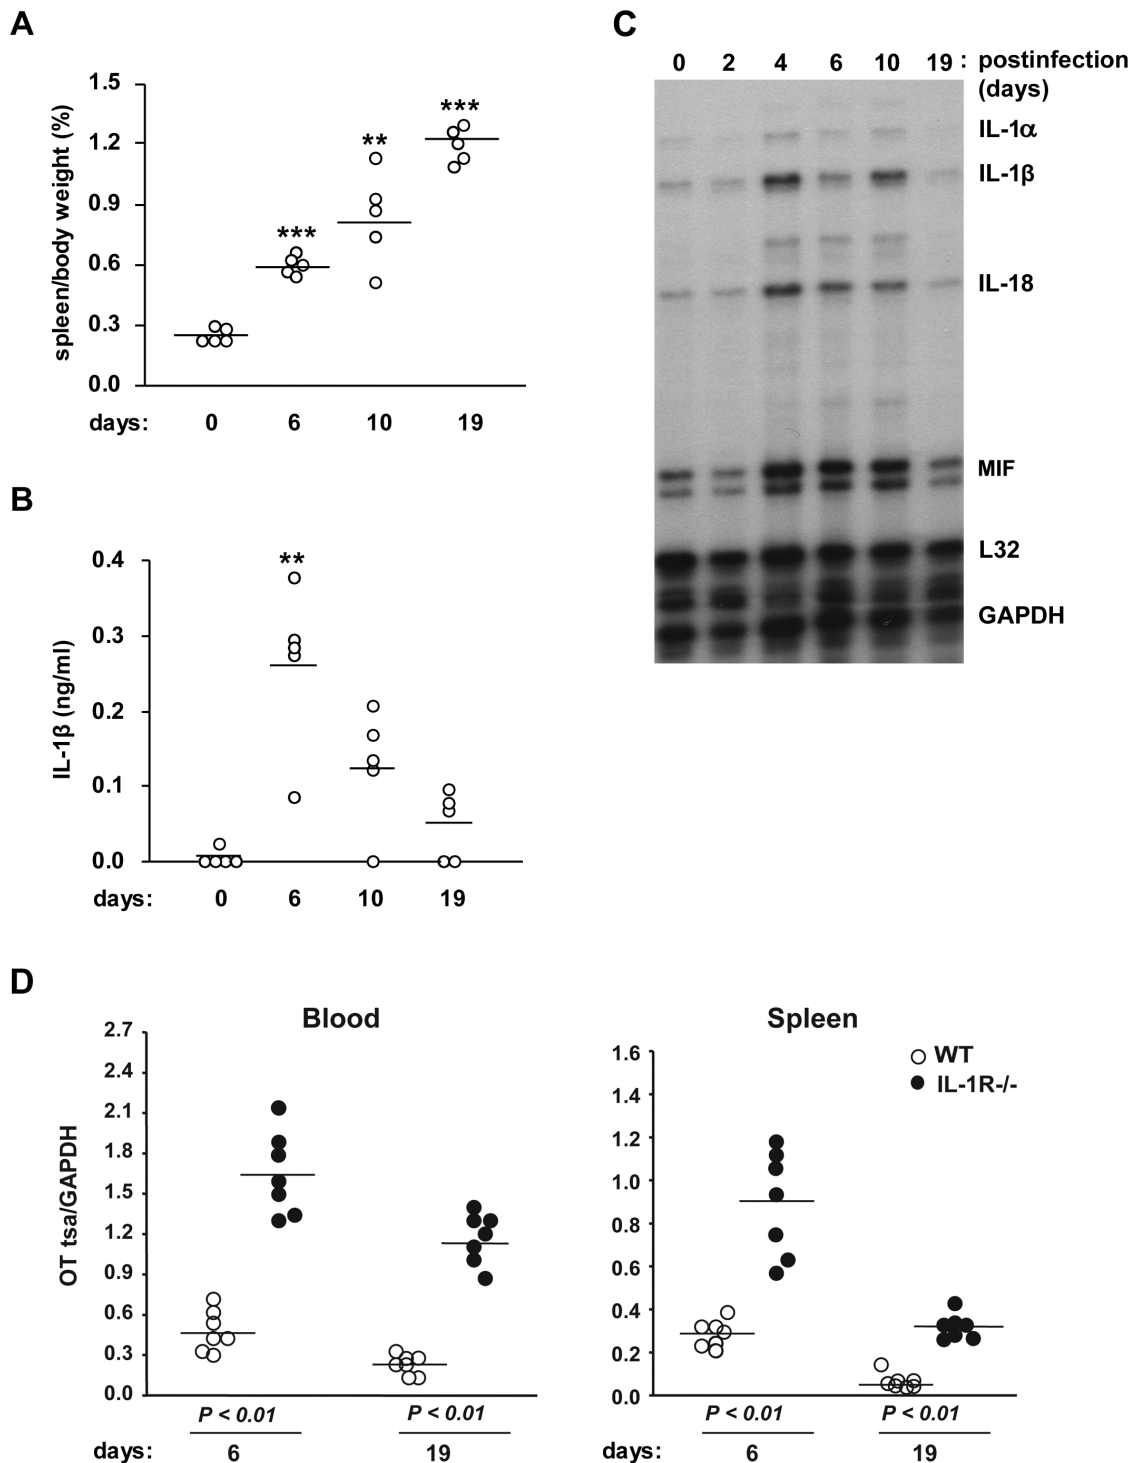 A
spleen/body weight (%)
1.5
1.2
0.9
0.6
0.3
0.0
***
**
***
days: 0 6 10 19
B
IL-1β (ng/ml)
0.4
0.3
0.2
0.1
0.0
**
days: 0 6 10 19
C
0 2 4 6 10 19 : postinfection
(days)
IL-1α
IL-1β
IL-18
MIF
L32
GAPDH
D
Blood
OT tsa/GAPDH
2.7
2.4
2.1
1.8
1.5
1.2
0.9
0.6
0.3
0.0
P < 0.01 P < 0.01
days: 6 19
Spleen
WT
IL-1R-/-
1.6
1.4
1.2
1.0
0.8
0.6
0.4
0.2
0.0
P < 0.01 P < 0.01
days: 6 19